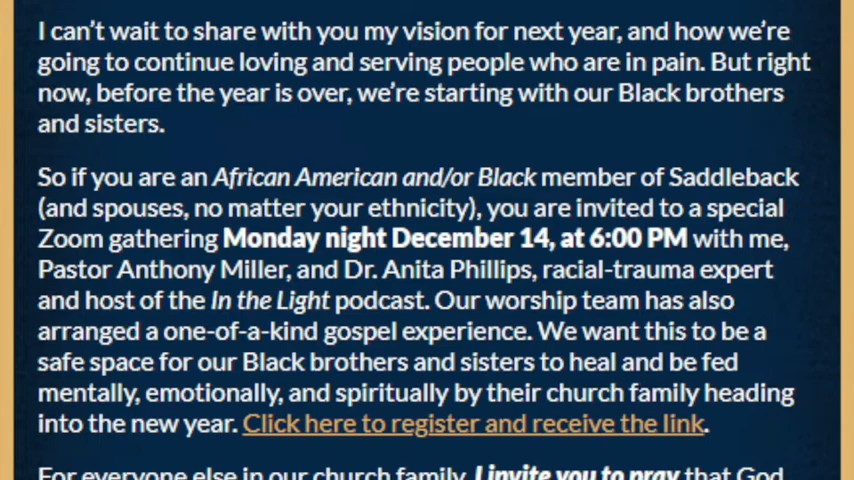 I can't wait to share with you my vision for next year, and how we're
going to continue loving and serving people who are in pain. But right
now, before the year is over, we're starting with our Black brothers
and sisters.
So if you are an African American and/or Black member of Saddleback
(and spouses, no matter your ethnicity), you are invited to a special
Zoom gathering Monday night December 14, at 6:00 PM with me,
Pastor Anthony Miller, and Dr. Anita Phillips, racial-trauma expert
and host of the In the Light podcast. Our worship team has also
arranged a one-of-a-kind gospel experience. We want this to be a
safe space for our Black brothers and sisters to heal and be fed
mentally, emotionally, and spiritually by their church family heading
into the new year. Click here to register and receive the link.
For everyone else in our church family, I invite you to pray that God